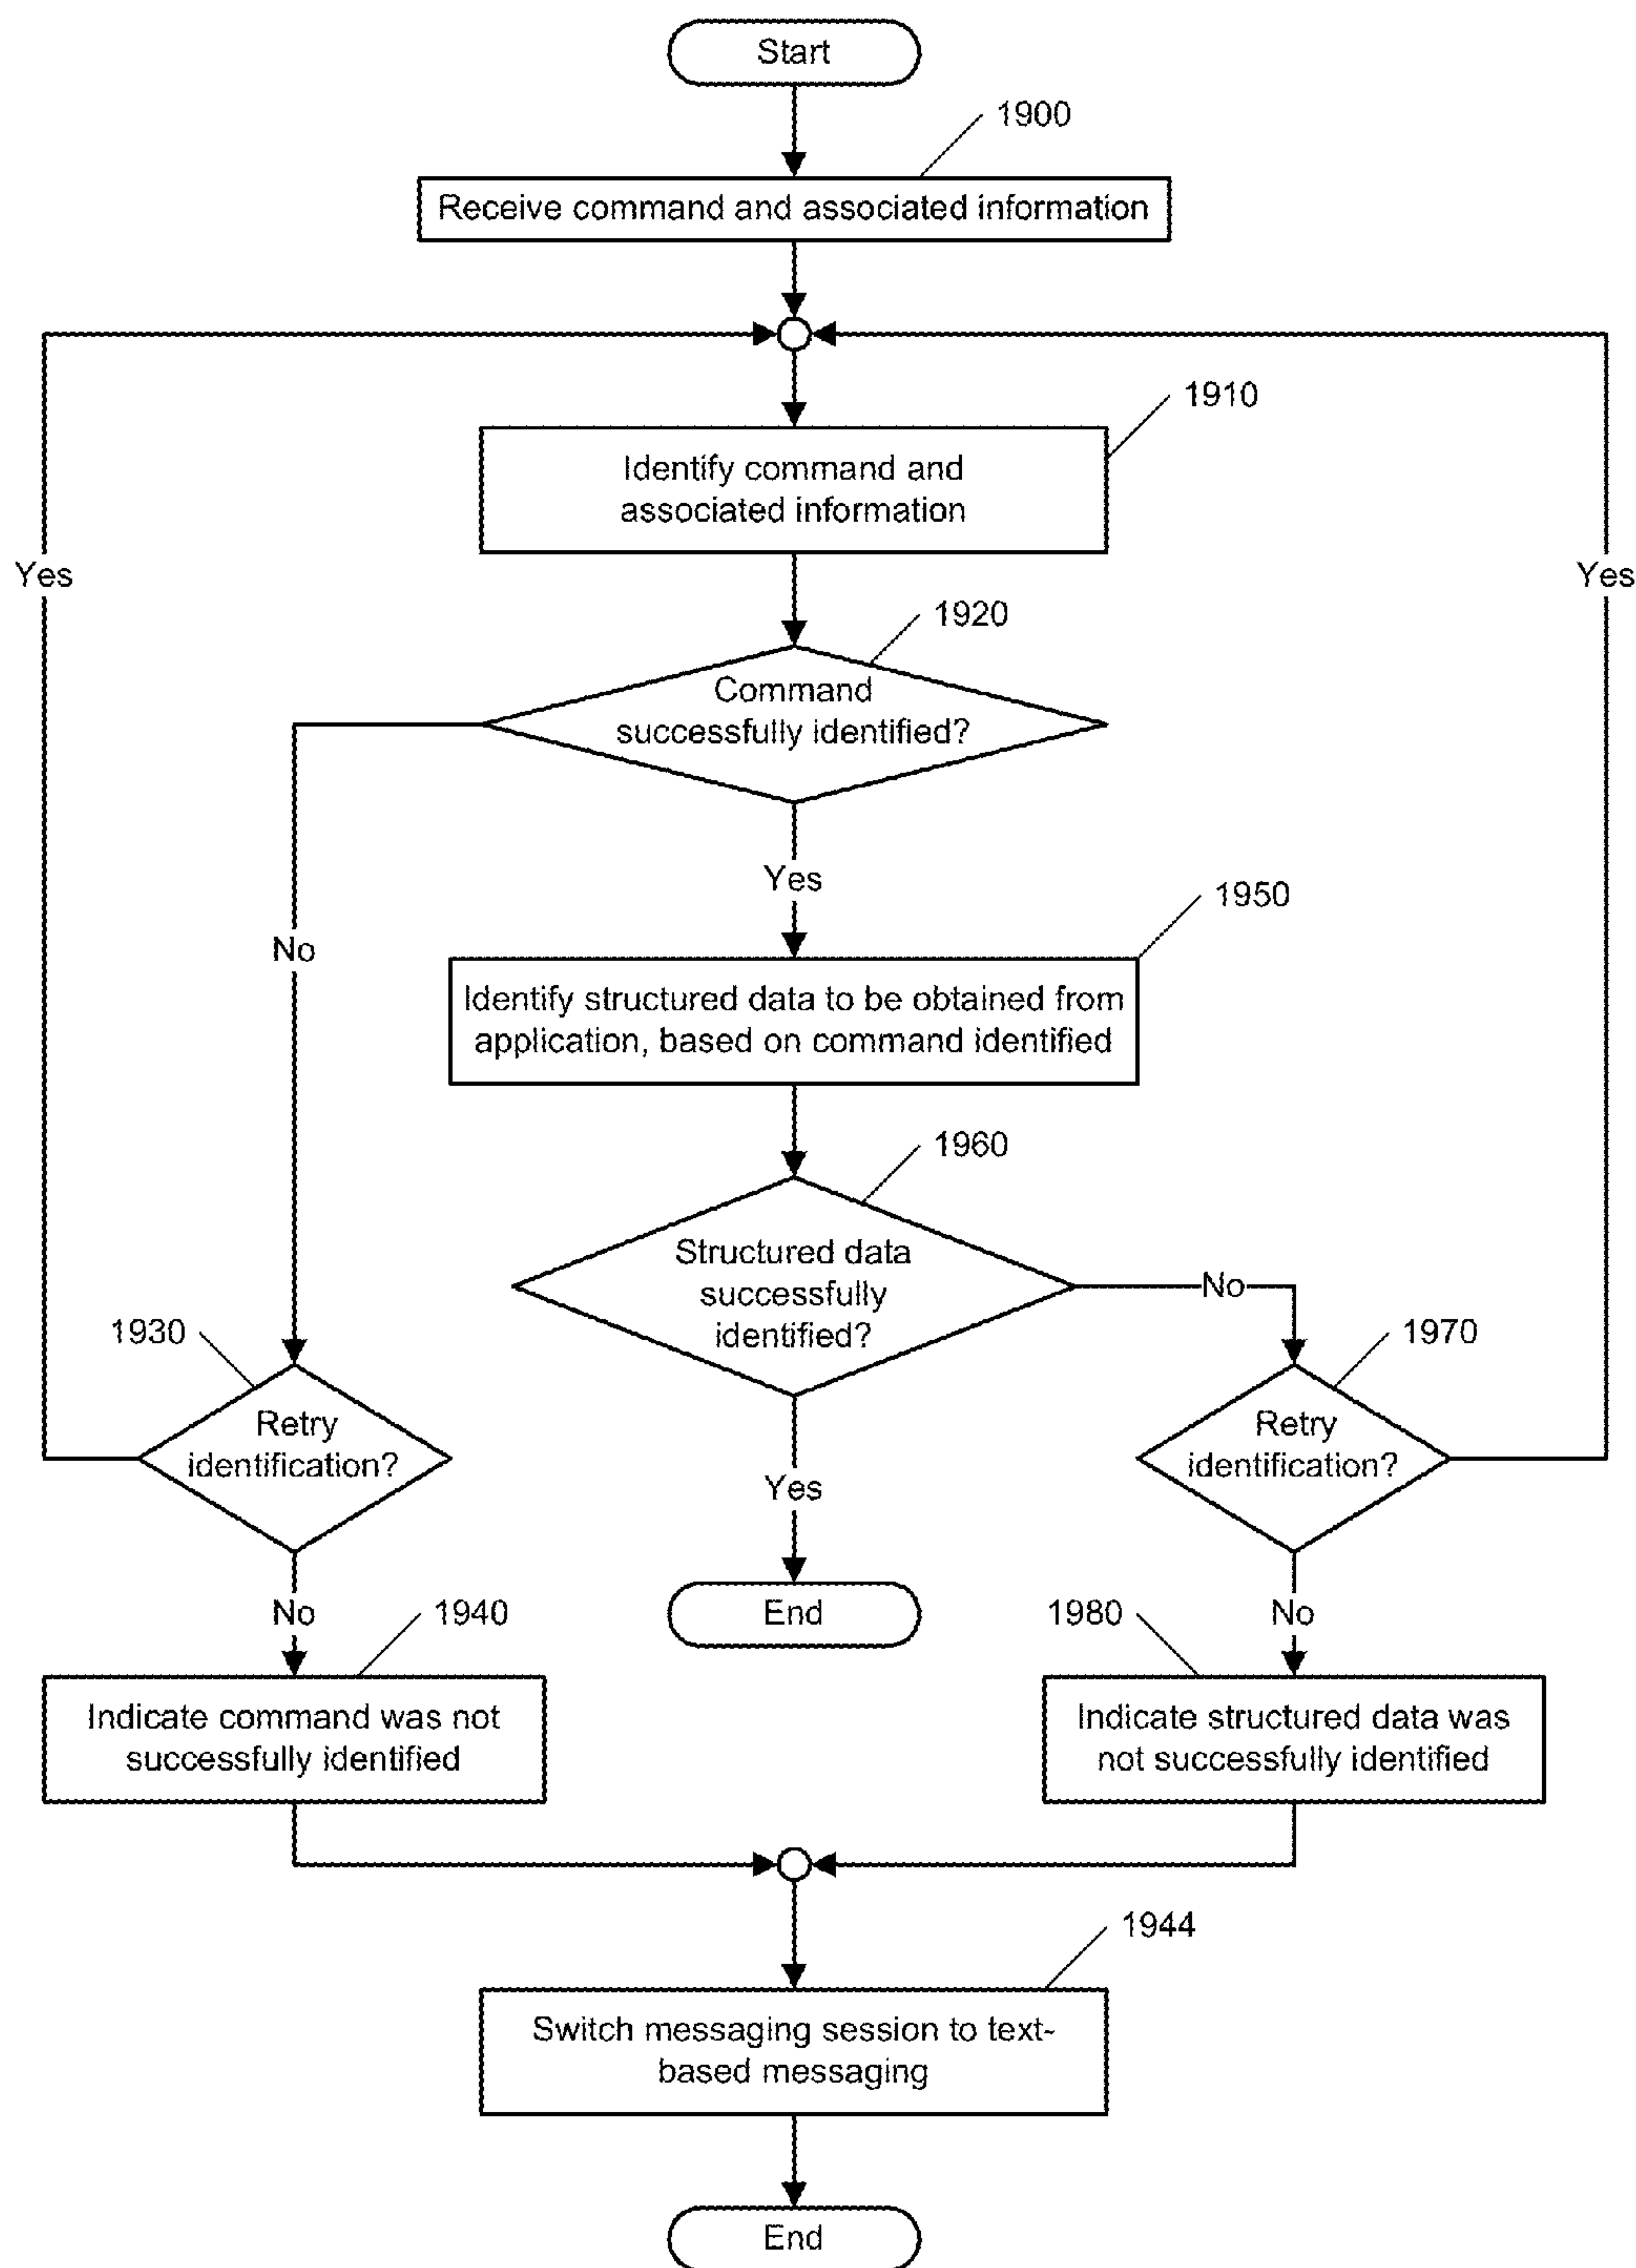 Start
1900
Receive command and associated information
1910
Identify command and
associated information
Yes
Yes
1920
Command
successfully identified?
Yes
1950
No
Identify structured data to be obtained from
application, based on command identified
1960
Structured data
successfully
identified?
No
1930
1970
Retry
identification?
Retry
identification?
Yes
End
No
1940
1980
No
Indicate command was not
successfully identified
Indicate structured data was
not successfully identified
1944
Switch messaging session to text-
based messaging
End